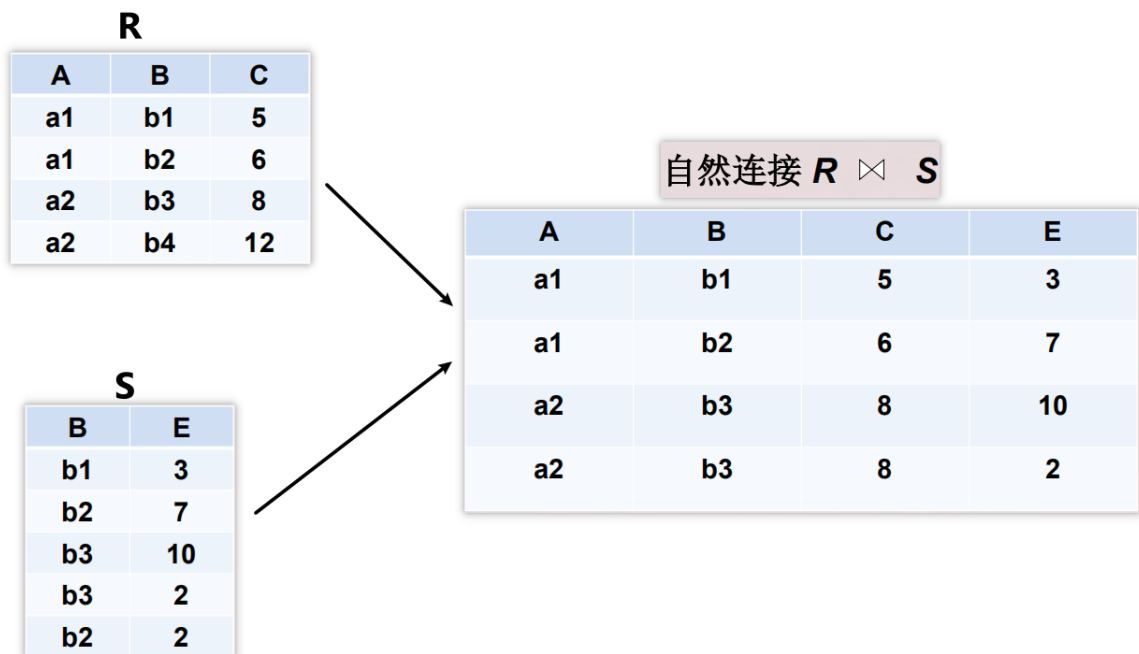 R
A B C
a1 b1 5
a1 b2 6
a2 b3 8
a2 b4 12
自然连接 R ⋈ S
A B C E
a1 b1 5 3
a1 b2 6 7
a2 b3 8 10
a2 b3 8 2
S
B E
b1 3
b2 7
b3 10
b3 2
b2 2